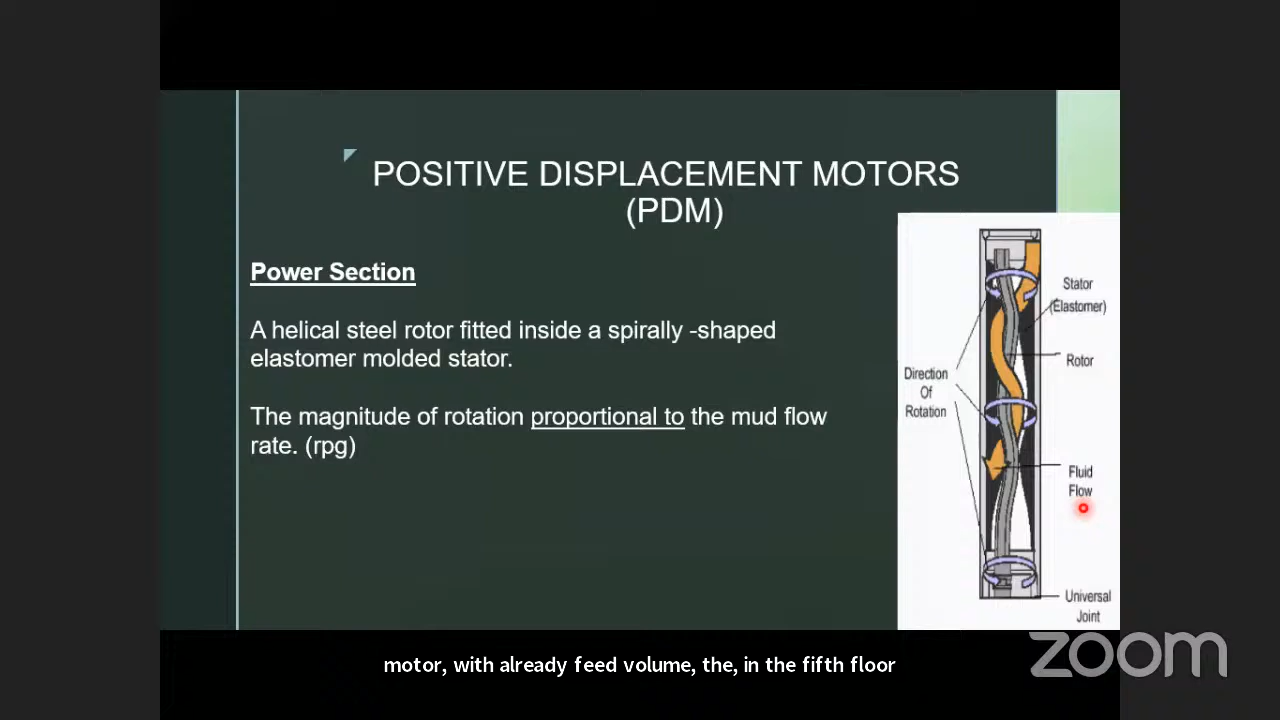 POSITIVE DISPLACEMENT MOTORS
(PDM)
Power Section
A helical steel rotor fitted inside a spirally -shaped
elastomer molded stator.
The magnitude of rotation proportional to the mud flow
rate. (rpg)
Stator
(Elastomer)
Rotor
Direction
Of
Rotation
Fluid
Flow
Universal
Joint
motor, with already feed volume, the, in the fifth floor
zoom